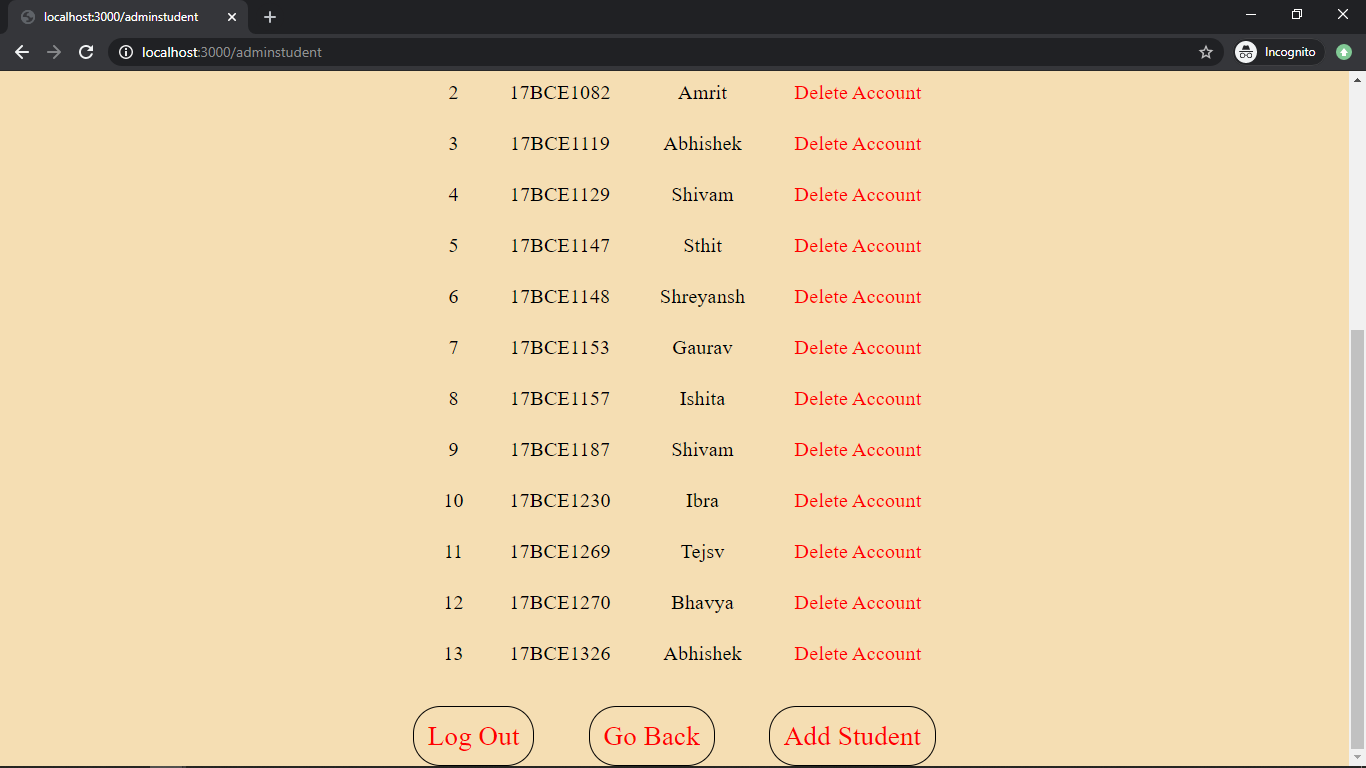 localhost:3000/adminstudent
localhost:3000/adminstudent Incognito
2 17BCE1082 Amrit Delete Account
3 17BCE1119 Abhishek Delete Account
4 17BCE1129 Shivam Delete Account
5 17BCE1147 Sthit Delete Account
6 17BCE1148 Shreyansh Delete Account
7 17BCE1153 Gaurav Delete Account
8 17BCE1157 Ishita Delete Account
9 17BCE1187 Shivam Delete Account
10 17BCE1230 Ibra Delete Account
11 17BCE1269 Tejsv Delete Account
12 17BCE1270 Bhavya Delete Account
13 17BCE1326 Abhishek Delete Account
Log Out Go Back Add Student